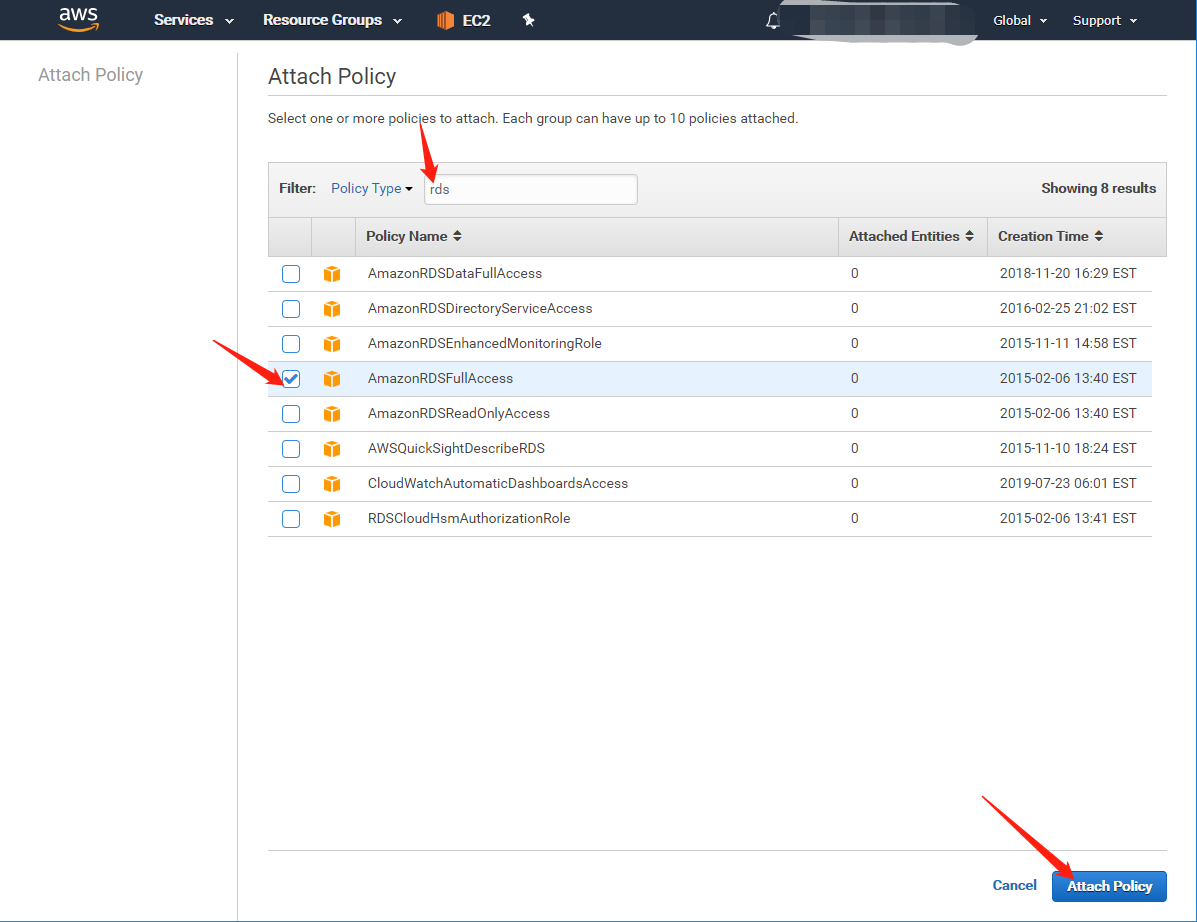 aws Services Resource Groups EC2 Global Support
Attach Policy
Attach Policy
Select one or more policies to attach. Each group can have up to 10 policies attached.
Filter: Policy Type rds Showing 8 results
Policy Name Attached Entities Creation Time
AmazonRDSDataFullAccess 0 2018-11-20 16:29 EST
AmazonRDSDirectoryServiceAccess 0 2016-02-25 21:02 EST
AmazonRDSEnhancedMonitoringRole 0 2015-11-11 14:58 EST
AmazonRDSFullAccess 0 2015-02-06 13:40 EST
AmazonRDSReadOnlyAccess 0 2015-02-06 13:40 EST
AWSQuickSightDescribeRDS 0 2015-11-10 18:24 EST
CloudWatchAutomaticDashboardsAccess 0 2019-07-23 06:01 EST
RDSCloudHsmAuthorizationRole 0 2015-02-06 13:41 EST
Cancel Attach Policy